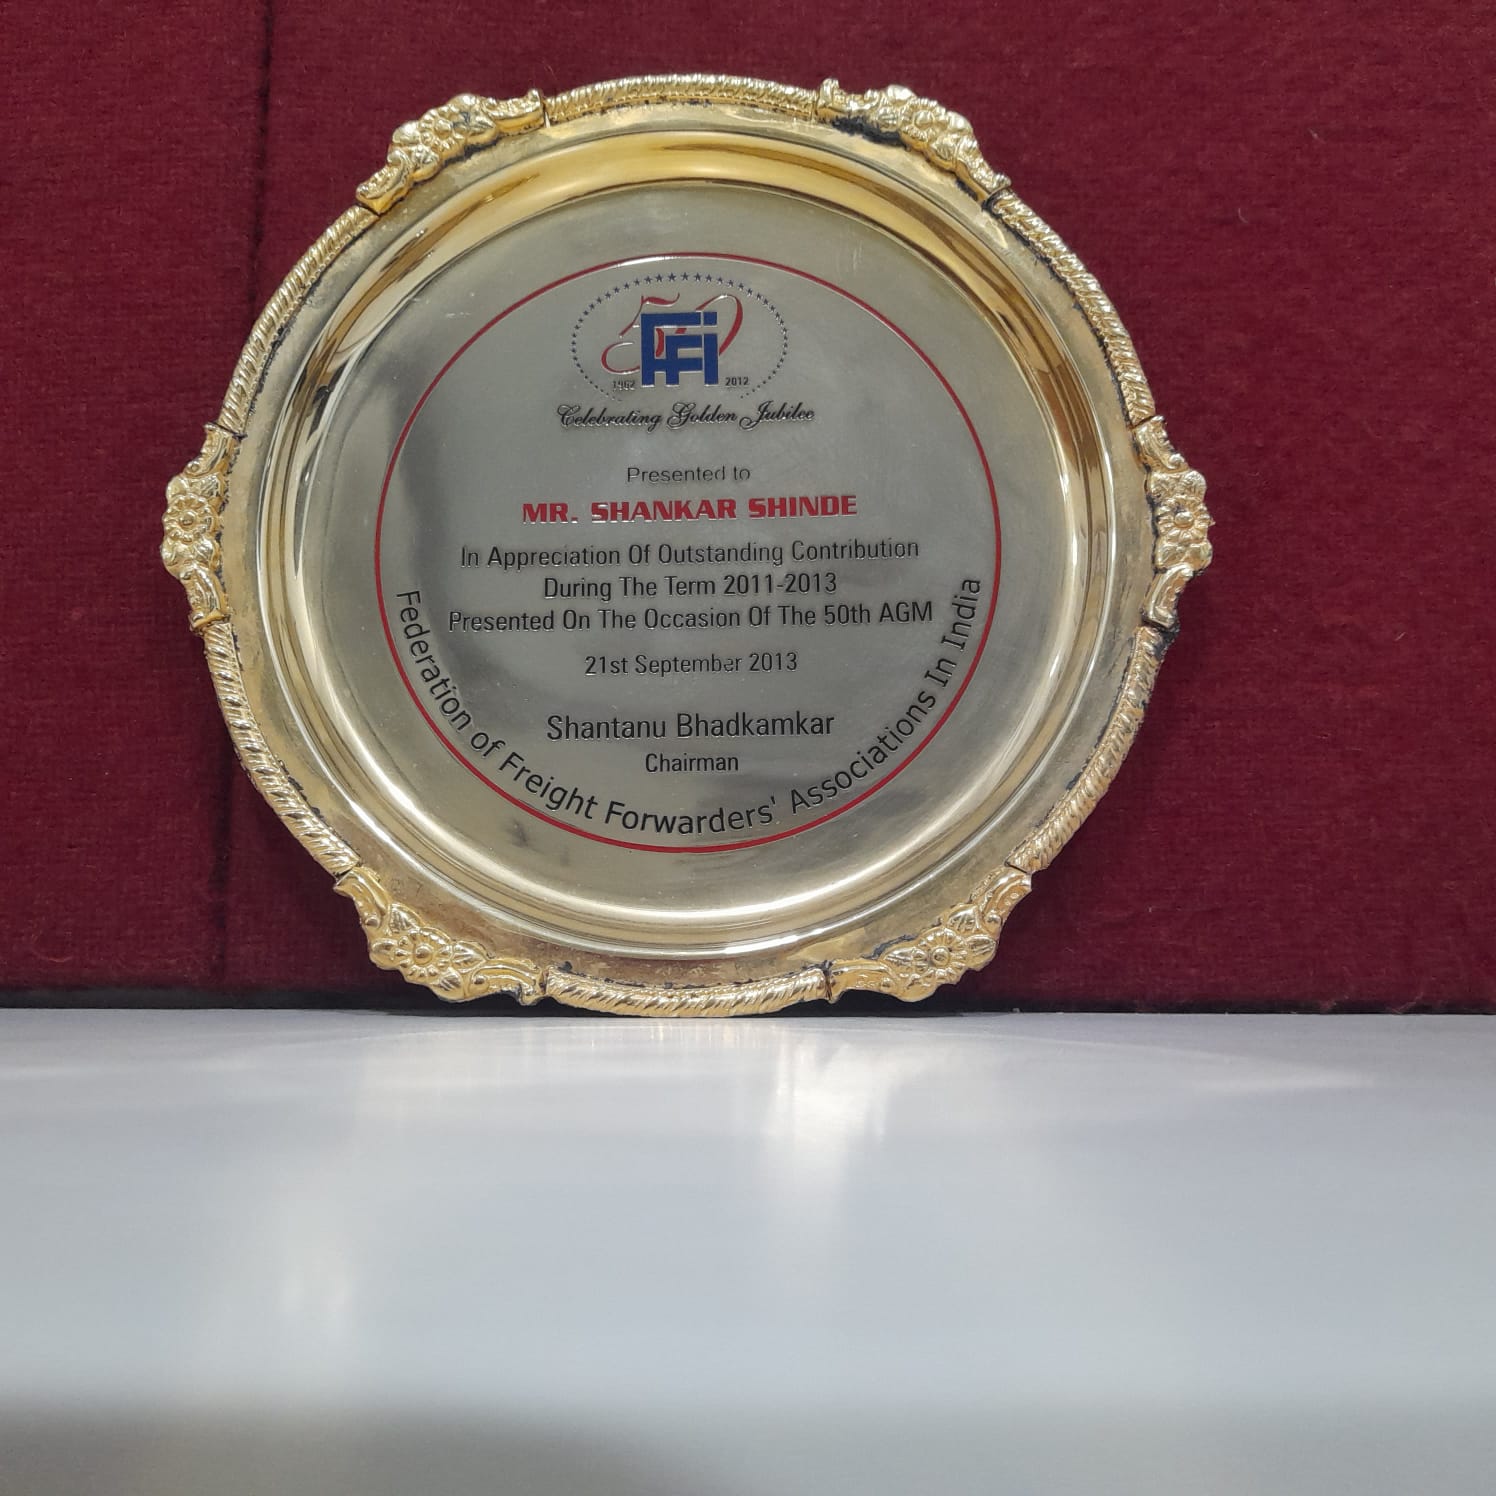 50
FFFAI
1962 2012
Celebrating Golden Jubilee
Presented to
MR. SHANKAR SHINDE
In Appreciation Of Outstanding Contribution
During The Term 2011-2013
Presented On The Occasion Of The 50th AGM
21st September 2013
Shantanu Bhadkamkar
Chairman
Federation of Freight Forwarders' Associations In India